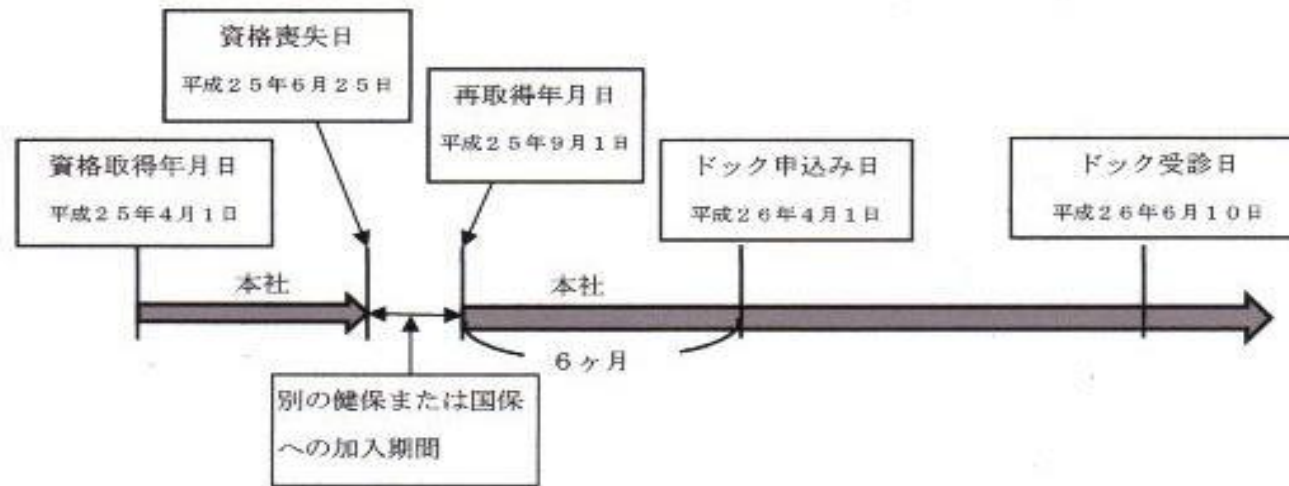 資格喪失日
平成２５年６月２５日
再取得年月日
平成２５年９月１日
資格取得年月日
平成２５年４月１日
ドック申込み日
平成２６年４月１日
ドック受診日
平成２６年６月１０日
本社
本社
６ヶ月
別の健保または国保
への加入期間